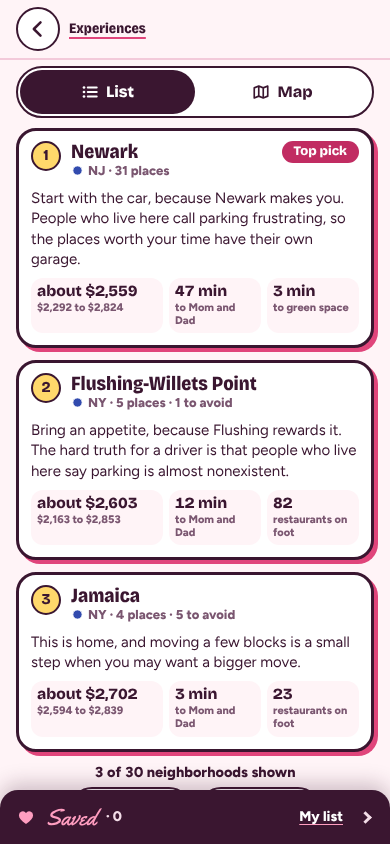 Experiences
List
Map
1
Newark
Top pick
NJ · 31 places
Start with the car, because Newark makes you.
People who live here call parking frustrating, so
the places worth your time have their own
garage.
about $2,559
$2,292 to $2,824
47 min
to Mom and
Dad
3 min
to green space
2
Flushing-Willets Point
NY · 5 places · 1 to avoid
Bring an appetite, because Flushing rewards it.
The hard truth for a driver is that people who live
here say parking is almost nonexistent.
about $2,603
$2,163 to $2,853
12 min
to Mom and
Dad
82
restaurants on
foot
3
Jamaica
NY · 4 places · 5 to avoid
This is home, and moving a few blocks is a small
step when you may want a bigger move.
about $2,702
$2,594 to $2,839
3 min
to Mom and
Dad
23
restaurants on
foot
3 of 30 neighborhoods shown
Saved · 0
My list